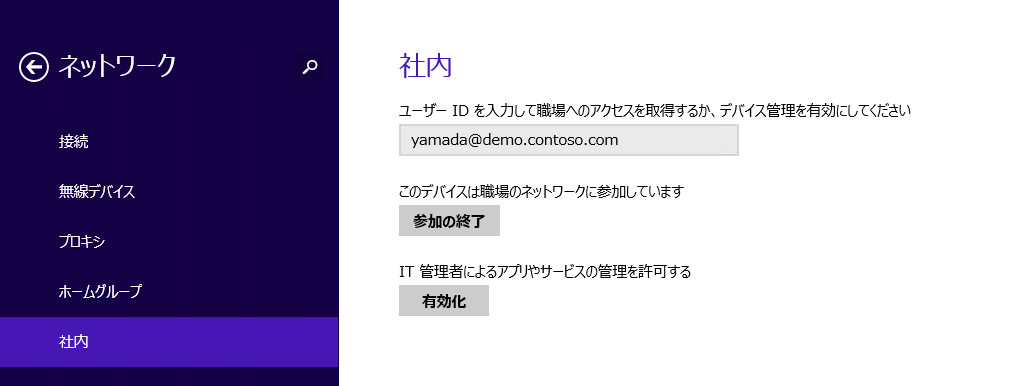 ネットワーク
接続
無線デバイス
プロキシ
ホームグループ
社内
社内
ユーザー ID を入力して職場へのアクセスを取得するか、デバイス管理を有効にしてください
yamada@demo.contoso.com
このデバイスは職場のネットワークに参加しています
参加の終了
IT 管理者によるアプリやサービスの管理を許可する
有効化